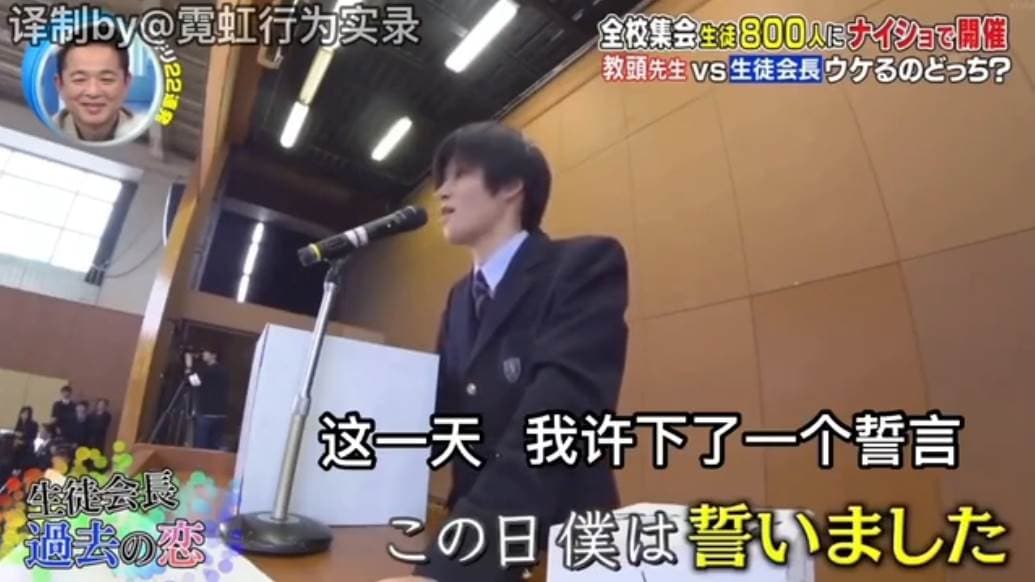 译制by@霓虹行为实录
全校集会生徒800人にナイショで開催
教頭先生vs生徒会長ウケるのどっち?
这一天 我许下了一个誓言
生徒会長
過去の恋
この日 僕は誓いました